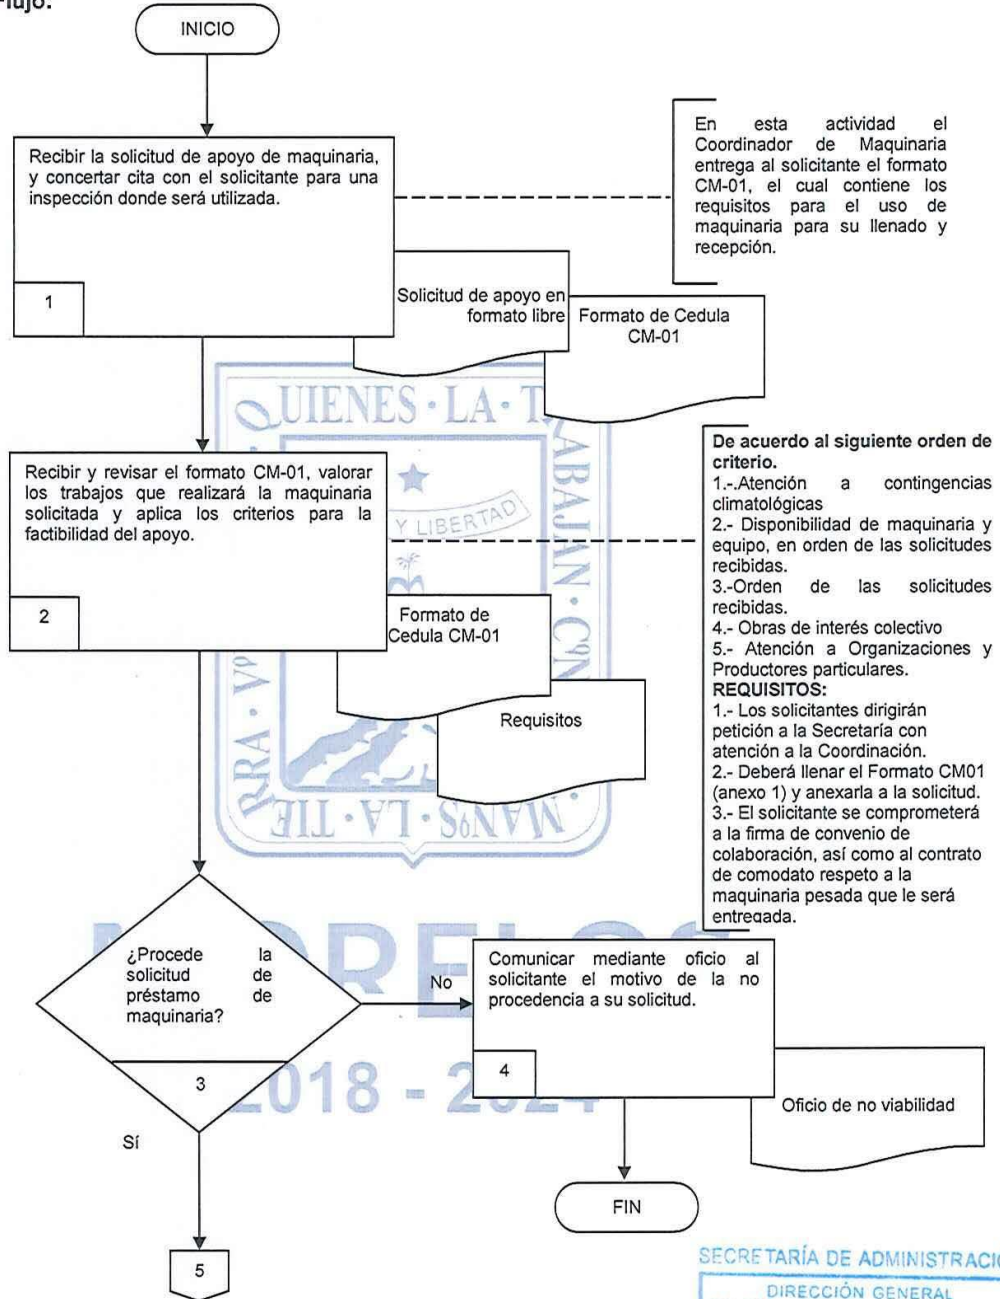 Flujo:
INICIO
Recibir la solicitud de apoyo de maquinaria,
y concertar cita con el solicitante para una
inspección donde será utilizada.
1
En esta actividad el
Coordinador de Maquinaria
entrega al solicitante el formato
CM-01, el cual contiene los
requisitos para el uso de
maquinaria para su llenado y
recepción.
Solicitud de apoyo en
formato libre
Formato de Cedula
CM-01
Recibir y revisar el formato CM-01, valorar
los trabajos que realizará la maquinaria
solicitada y aplica los criterios para la
factibilidad del apoyo.
2
Formato de
Cedula CM-01
Requisitos
De acuerdo al siguiente orden de
criterio.
1.-.Atención a contingencias
climatológicas
2.- Disponibilidad de maquinaria y
equipo, en orden de las solicitudes
recibidas.
3.-Orden de las solicitudes
recibidas.
4.- Obras de interés colectivo
5.- Atención a Organizaciones y
Productores particulares.
REQUISITOS:
1.- Los solicitantes dirigirán
petición a la Secretaría con
atención a la Coordinación.
2.- Deberá llenar el Formato CM01
(anexo 1) y anexarla a la solicitud.
3.- El solicitante se comprometerá
a la firma de convenio de
colaboración, así como al contrato
de comodato respeto a la
maquinaria pesada que le será
entregada.
¿Procede la
solicitud de
préstamo de
maquinaria?
3
No
Sí
Comunicar mediante oficio al
solicitante el motivo de la no
procedencia a su solicitud.
4
Oficio de no viabilidad
FIN
5
QUIENES · LA · T
RABAJAN · CºN
· MANºS · LA · TIE
RRA · Vº
Y LIBERTAD
MORELOS
2018 - 2024
SECRETARÍA DE ADMINISTRACIÓ
DIRECCIÓN GENERAL